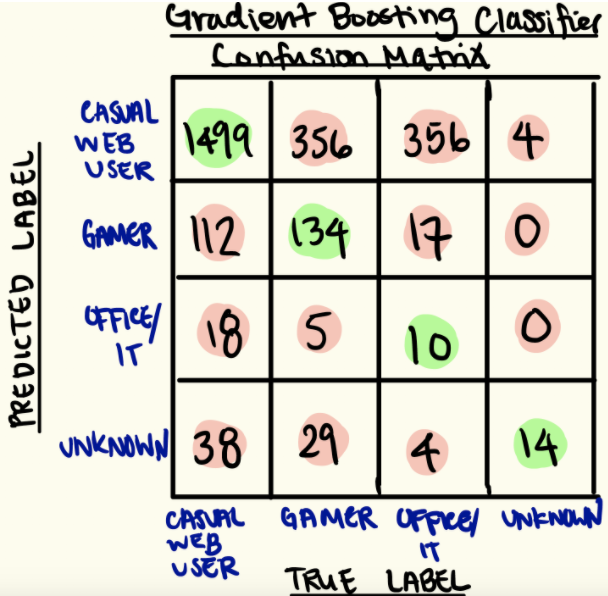 Gradient Boosting Classifier
Confusion Matrix
PREDICTED LABEL
CASUAL
WEB
USER
1499 356 356 4
GAMER
112 134 17 0
OFFICE/
IT
18 5 10 0
UNKNOWN
38 29 4 14
CASUAL
WEB
USER
GAMER
OFFICE/
IT
UNKNOWN
TRUE LABEL